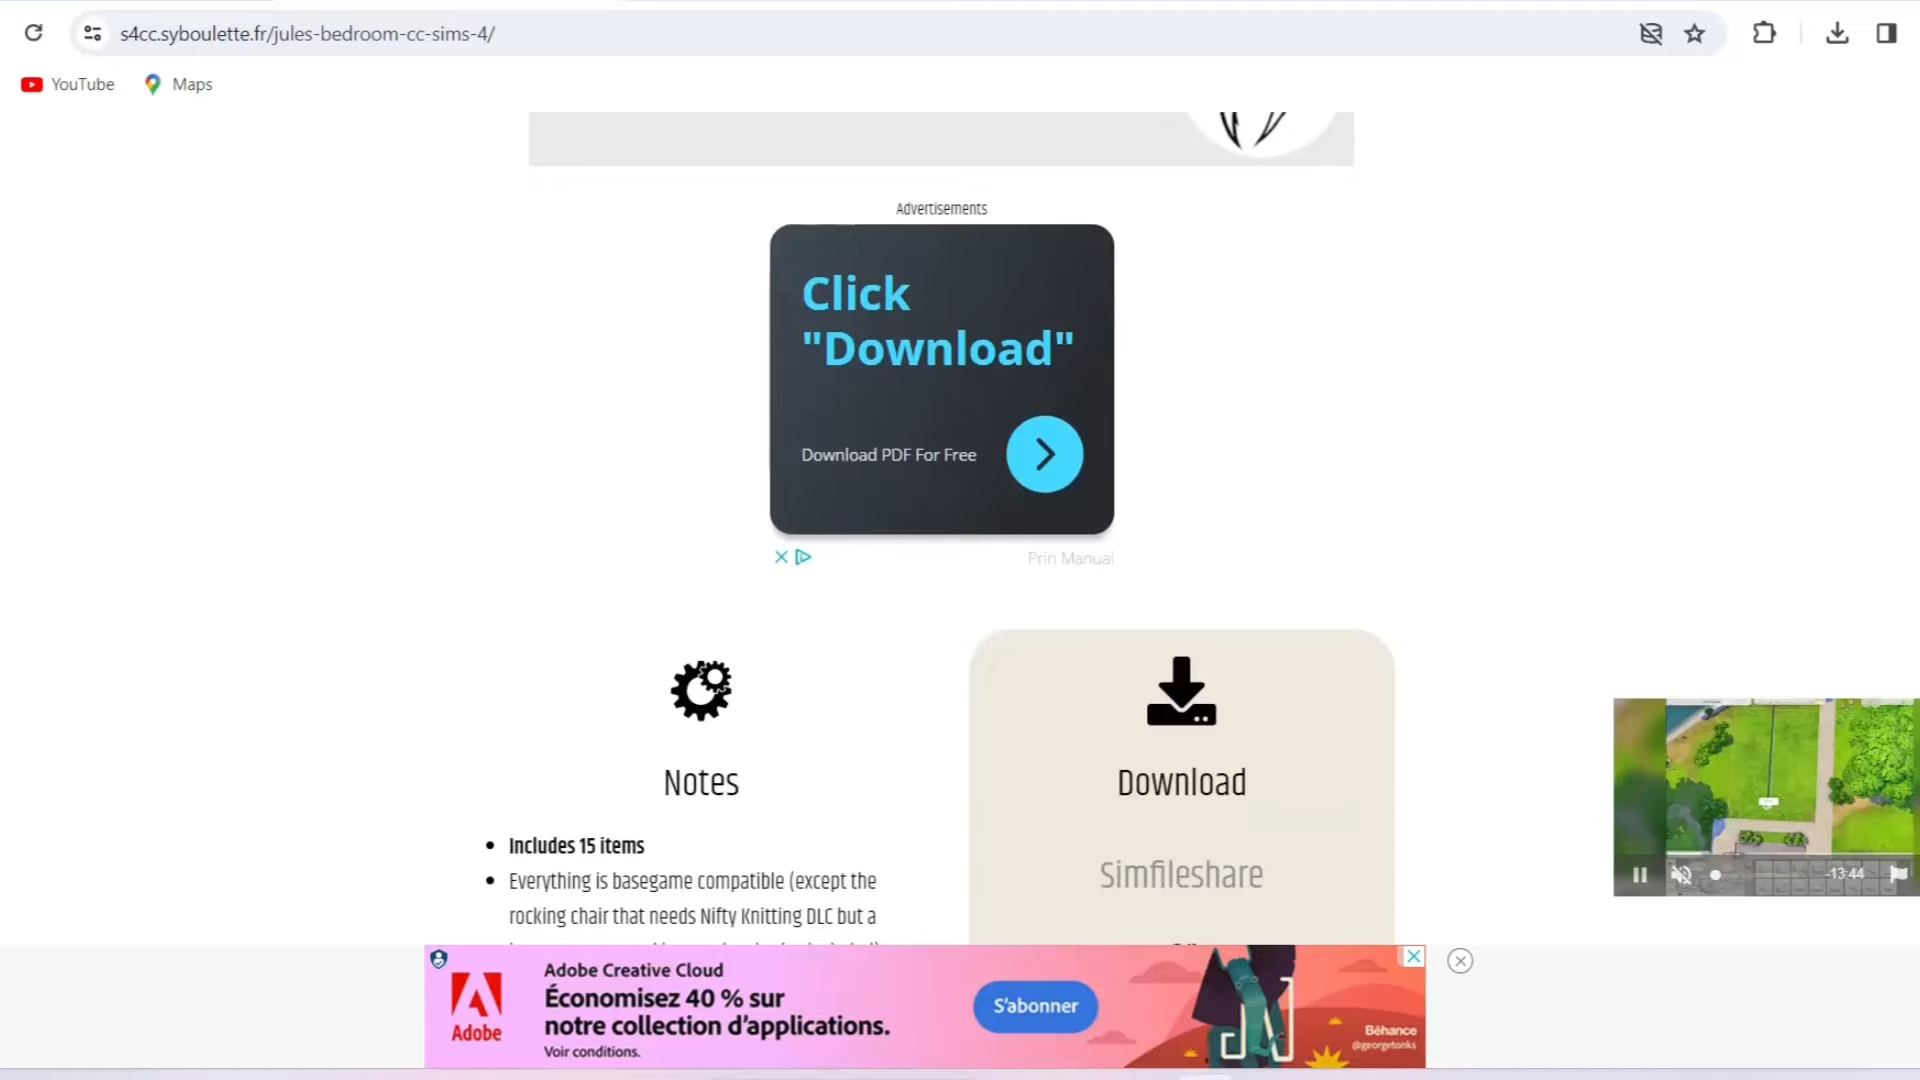 s4cc.syboulette.fr/jules-bedroom-cc-sims-4/
YouTube
Maps
Advertisements
Click
"Download"
Download PDF For Free
Prin Manual
Notes
Includes 15 items
Everything is basegame compatible (except the
rocking chair that needs Nifty Knitting DLC but a
Download
Simfileshare
-13:44
Adobe
Adobe Creative Cloud
Économisez 40 % sur
notre collection d'applications.
Voir conditions.
S'abonner
Béhance
@georgetonks